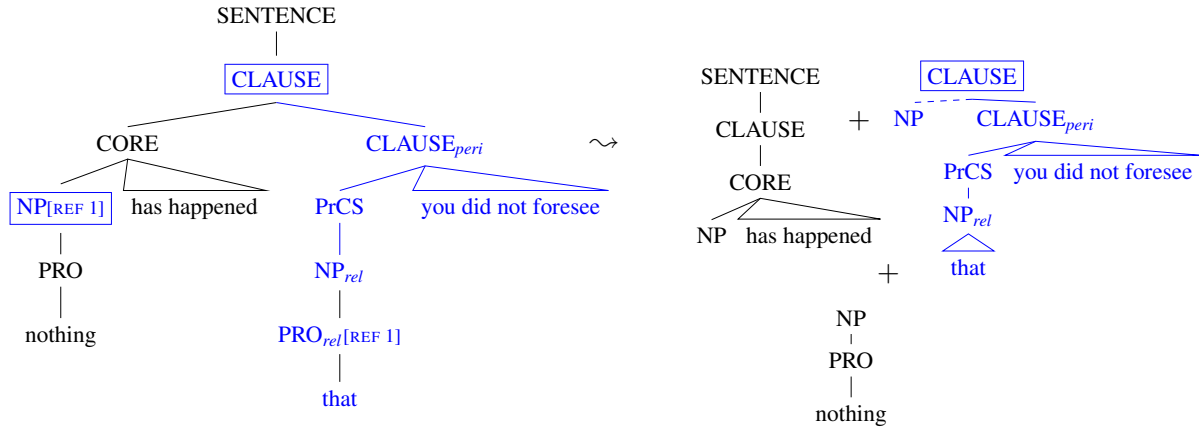 SENTENCE
CLAUSE
CORE CLAUSEperi
NP[REF 1] has happened PrCS you did not foresee
PRO NPrel
nothing PROrel[REF 1]
that
⤳
SENTENCE + CLAUSE
CLAUSE NP CLAUSEperi
CORE PrCS you did not foresee
NP has happened NPrel
+ that
NP
PRO
nothing